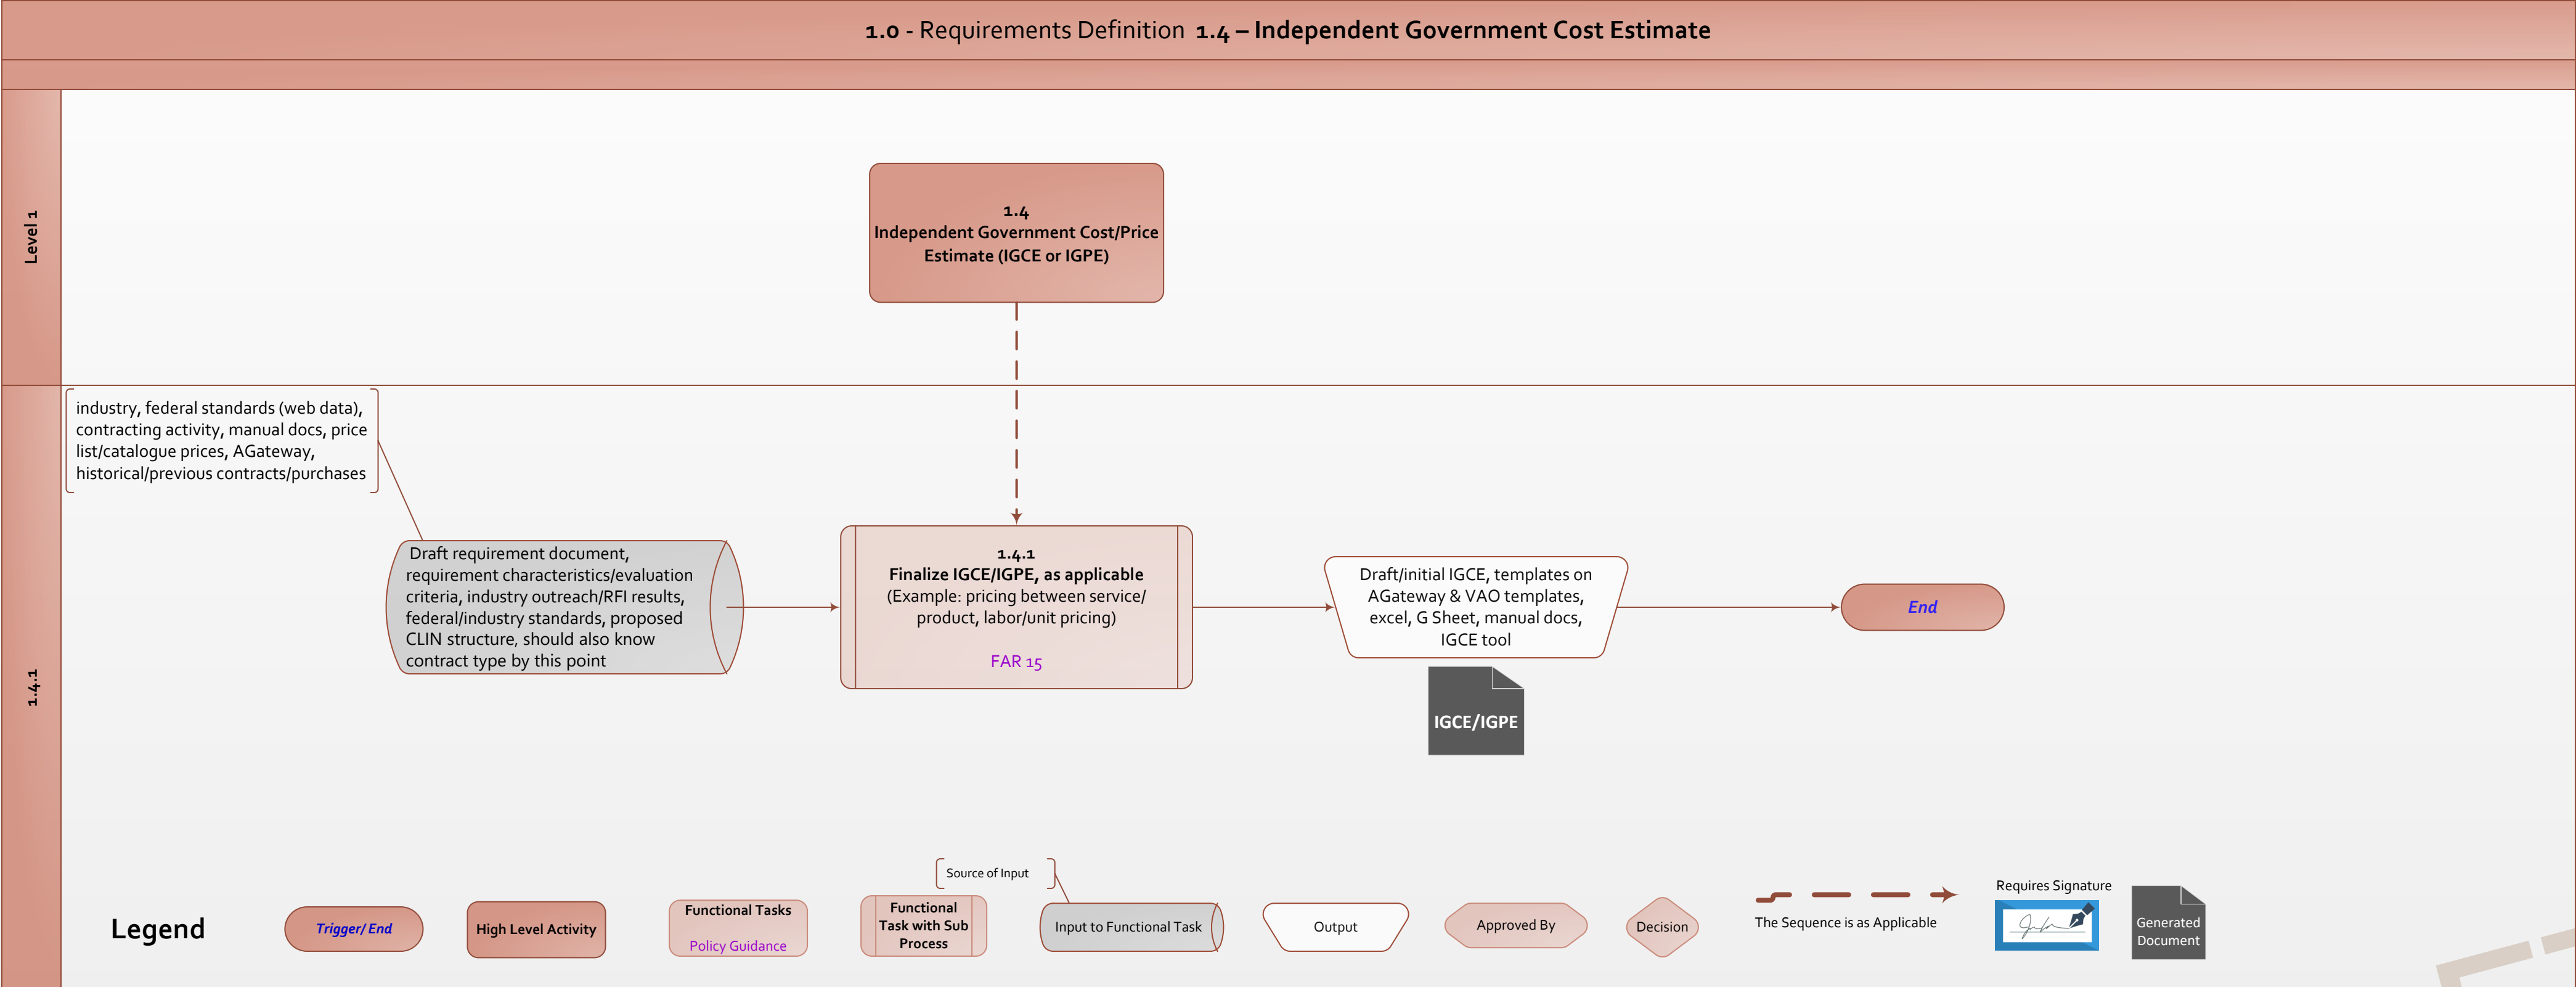 1.0 - Requirements Definition 1.4 – Independent Government Cost Estimate
Level 1
1.4
Independent Government Cost/Price
Estimate (IGCE or IGPE)
1.4.1
industry, federal standards (web data),
contracting activity, manual docs, price
list/catalogue prices, AGateway,
historical/previous contracts/purchases
Draft requirement document,
requirement characteristics/evaluation
criteria, industry outreach/RFI results,
federal/industry standards, proposed
CLIN structure, should also know
contract type by this point
1.4.1
Finalize IGCE/IGPE, as applicable
(Example: pricing between service/
product, labor/unit pricing)
FAR 15
Draft/initial IGCE, templates on
AGateway & VAO templates,
excel, G Sheet, manual docs,
IGCE tool
IGCE/IGPE
End
Legend
Trigger/ End
High Level Activity
Functional Tasks
Policy Guidance
Functional
Task with Sub
Process
Source of Input
Input to Functional Task
Output
Approved By
Decision
The Sequence is as Applicable
Requires Signature
Generated
Document